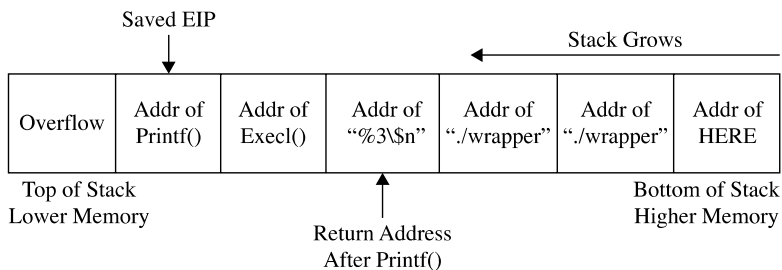 Saved EIP
Stack Grows
Overflow
Addr of
Printf()
Addr of
Execl()
Addr of
“%3\$n”
Addr of
“./wrapper”
Addr of
“./wrapper”
Addr of
HERE
Top of Stack
Lower Memory
Bottom of Stack
Higher Memory
Return Address
After Printf()